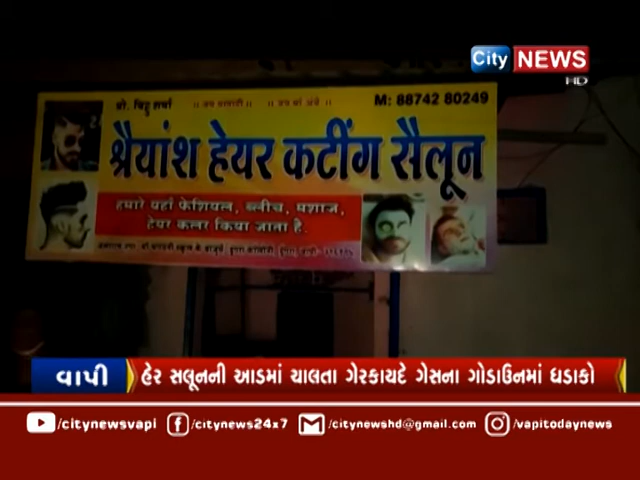 City NEWS
HD
प्रो. बिट्टु शर्मा
M: 88742 80249
श्रैयांश हेयर कटींग सैलून
हमारे यहाँ फेशियल, ब्लीच, मशाज,
हेयर कलर किया जाता है.
વાપી
હેર સલૂનની આડમાં ચાલતા ગેરકાયદે ગેસના ગોડાઉનમાં ધડાકો
/citynewsvapi
/citynews24x7
/citynewshd@gmail.com
/vapitodaynews